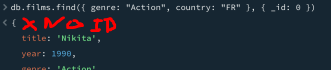 > db.films.find({ genre: "Action", country: "FR" }, { _id: 0 })
< { X NO ID
title: 'Nikita',
year: 1990,
genre: 'Action'